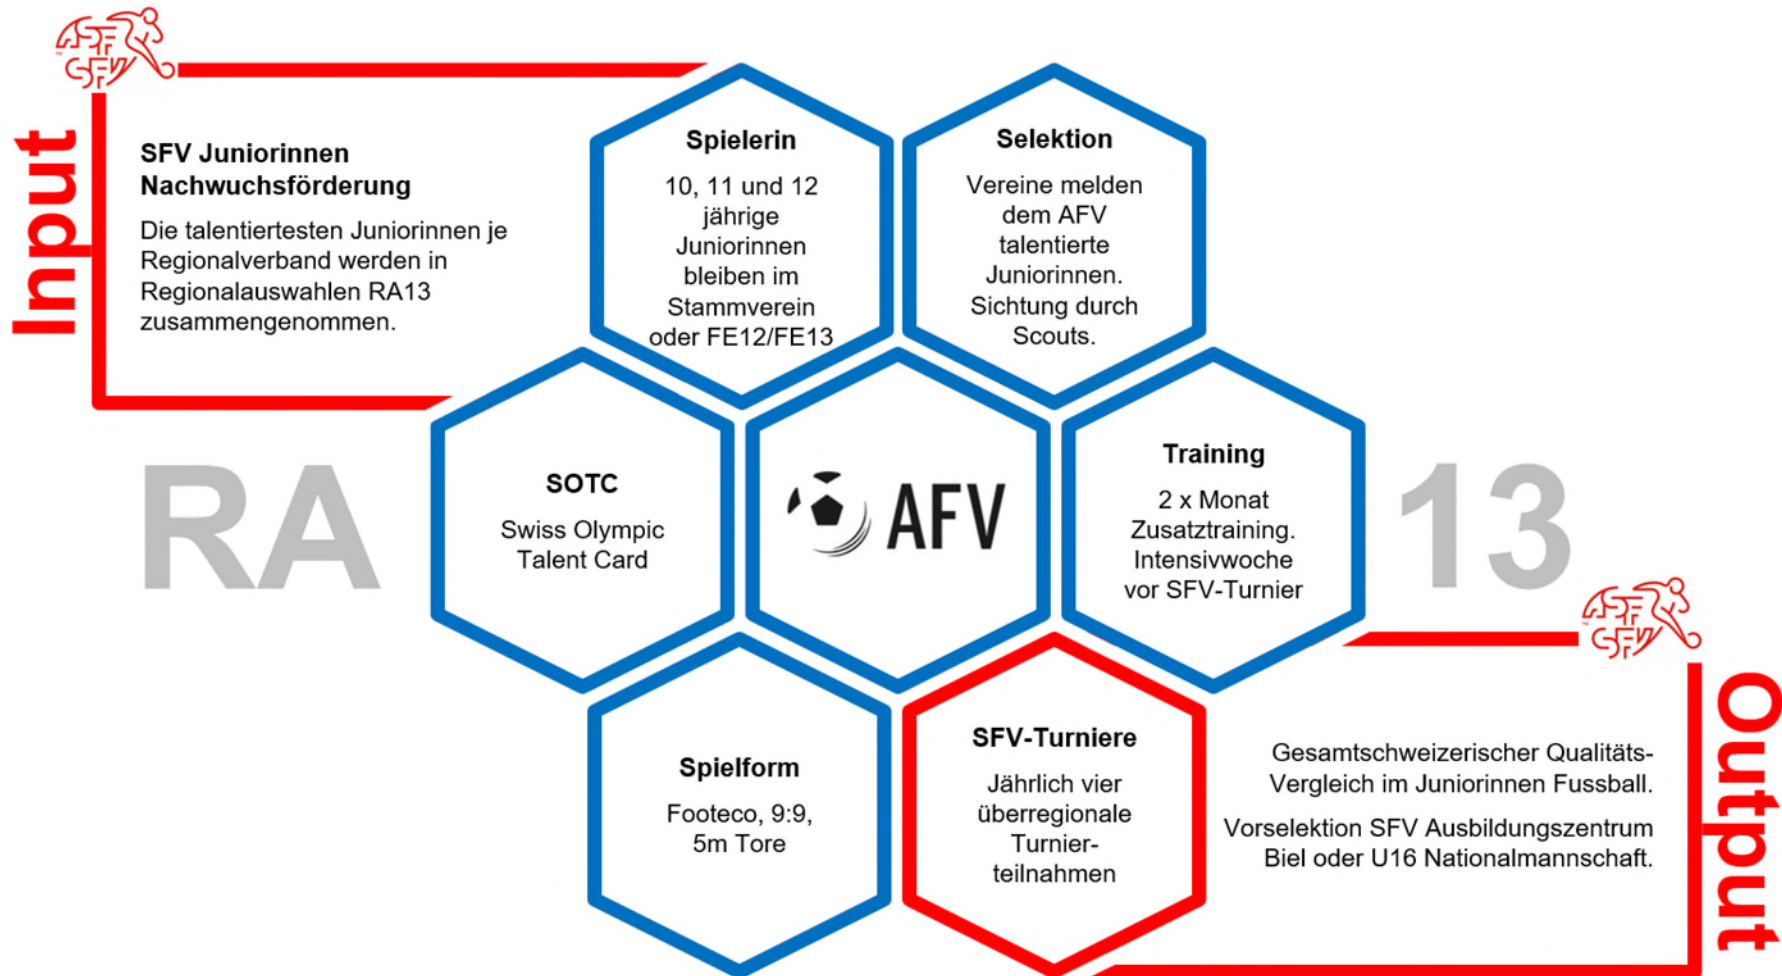 ASF
SFV
Input
SFV Juniorinnen
Nachwuchsförderung
Die talentiertesten Juniorinnen je
Regionalverband werden in
Regionalauswahlen RA13
zusammengenommen.
Spielerin
10, 11 und 12
jährige
Juniorinnen
bleiben im
Stammverein
oder FE12/FE13
Selektion
Vereine melden
dem AFV
talentierte
Juniorinnen.
Sichtung durch
Scouts.
RA
SOTC
Swiss Olympic
Talent Card
AFV
Training
2 x Monat
Zusatztraining.
Intensivwoche
vor SFV-Turnier
13
Spielform
Footeco, 9:9,
5m Tore
SFV-Turniere
Jährlich vier
überregionale
Turnier-
teilnahmen
ASF
SFV
Output
Gesamtschweizerischer Qualitäts-
Vergleich im Juniorinnen Fussball.
Vorselektion SFV Ausbildungszentrum
Biel oder U16 Nationalmannschaft.